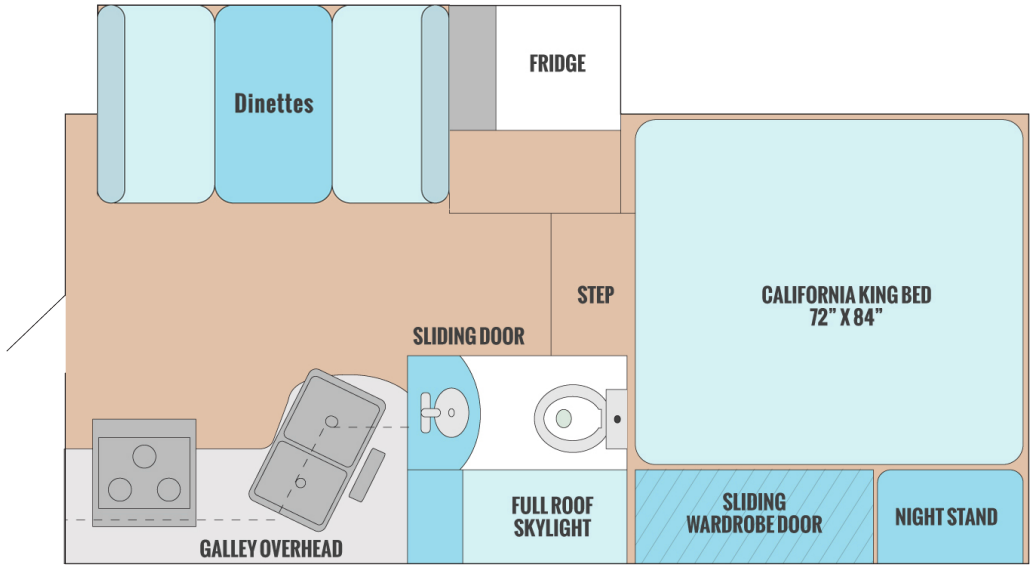 FRIDGE
Dinettes
CALIFORNIA KING BED
72” X 84”
STEP
SLIDING DOOR
FULL ROOF
SKYLIGHT
SLIDING
WARDROBE DOOR
NIGHT STAND
GALLEY OVERHEAD